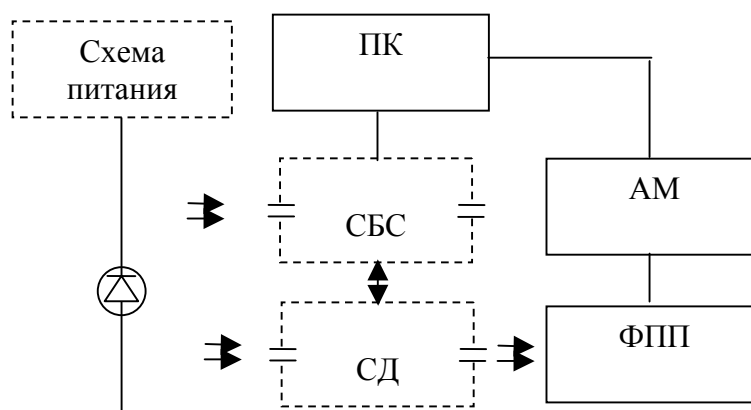 Схема
питания
ПК
АМ
СБС
ФПП
СД